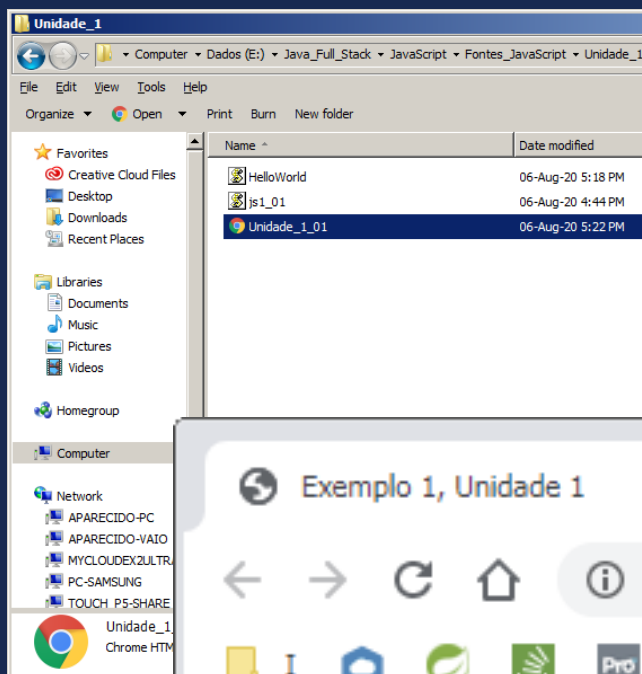 Unidade_1
Computer Dados (E:) Java_Full_Stack JavaScript Fontes_JavaScript Unidade_1
File Edit View Tools Help
Organize Open Print Burn New folder
Name Date modified
Favorites
Creative Cloud Files
Desktop
Downloads
Recent Places
Libraries
Documents
Music
Pictures
Videos
Homegroup
Computer
Network
APARECIDO-PC
APARECIDO-VAIO
MYCLOUDEX2ULTRA
PC-SAMSUNG
TOUCH_P5-SHARE
HelloWorld 06-Aug-20 5:18 PM
js1_01 06-Aug-20 4:44 PM
Unidade_1_01 06-Aug-20 5:22 PM
Unidade_1_
Chrome HTM
Exemplo 1, Unidade 1
I
Pro